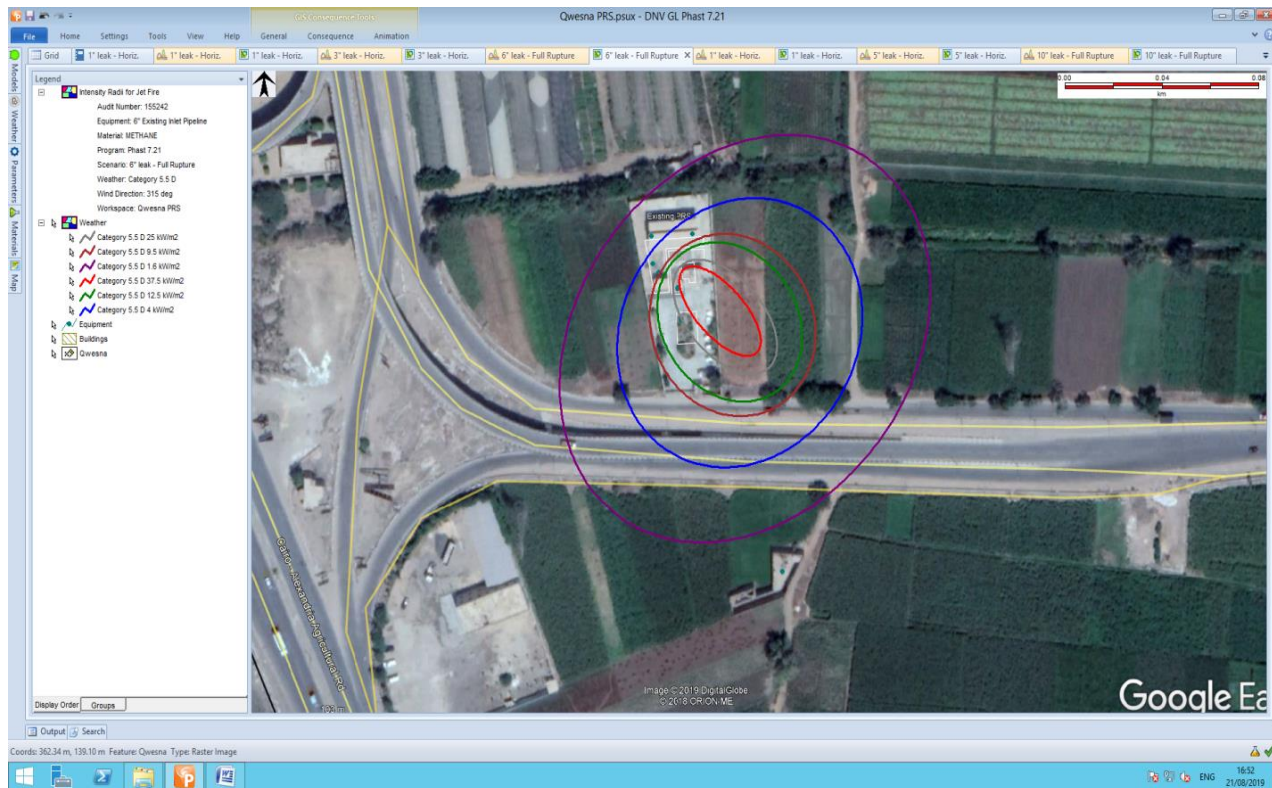 GIS Consequence Tools
Qwesna PRS.psux - DNV GL Phast 7.21
File Home Settings Tools View Help General Consequence Animation
Grid 1" leak - Horiz. 1" leak - Horiz. 1" leak - Horiz. 3" leak - Horiz. 3" leak - Horiz. 6" leak - Full Rupture 6" leak - Full Rupture 1" leak - Horiz. 1" leak - Horiz. 5" leak - Horiz. 5" leak - Horiz. 10" leak - Full Rupture 10" leak - Full Rupture
Models
Weather
Parameters
Materials
Map
Legend
Intensity Radii for Jet Fire
Audit Number: 155242
Equipment: 6" Existing Inlet Pipeline
Material: METHANE
Program: Phast 7.21
Scenario: 6" leak - Full Rupture
Weather: Category 5.5 D
Wind Direction: 315 deg
Workspace: Qwesna PRS
Weather
Category 5.5 D 25 kW/m2
Category 5.5 D 9.5 kW/m2
Category 5.5 D 1.6 kW/m2
Category 5.5 D 37.5 kW/m2
Category 5.5 D 12.5 kW/m2
Category 5.5 D 4 kW/m2
Equipment
Buildings
Qwesna
0.00 0.04 0.08
km
Existing PRS
Cairo - Alexandria Agricultural Rd
Image © 2019 DigitalGlobe
© 2018 ORION-ME
Google Ea
Display Order Groups
Output Search
Coords: 362.34 m, 139.10 m Feature: Qwesna Type: Raster Image
ENG
16:52
21/08/2019